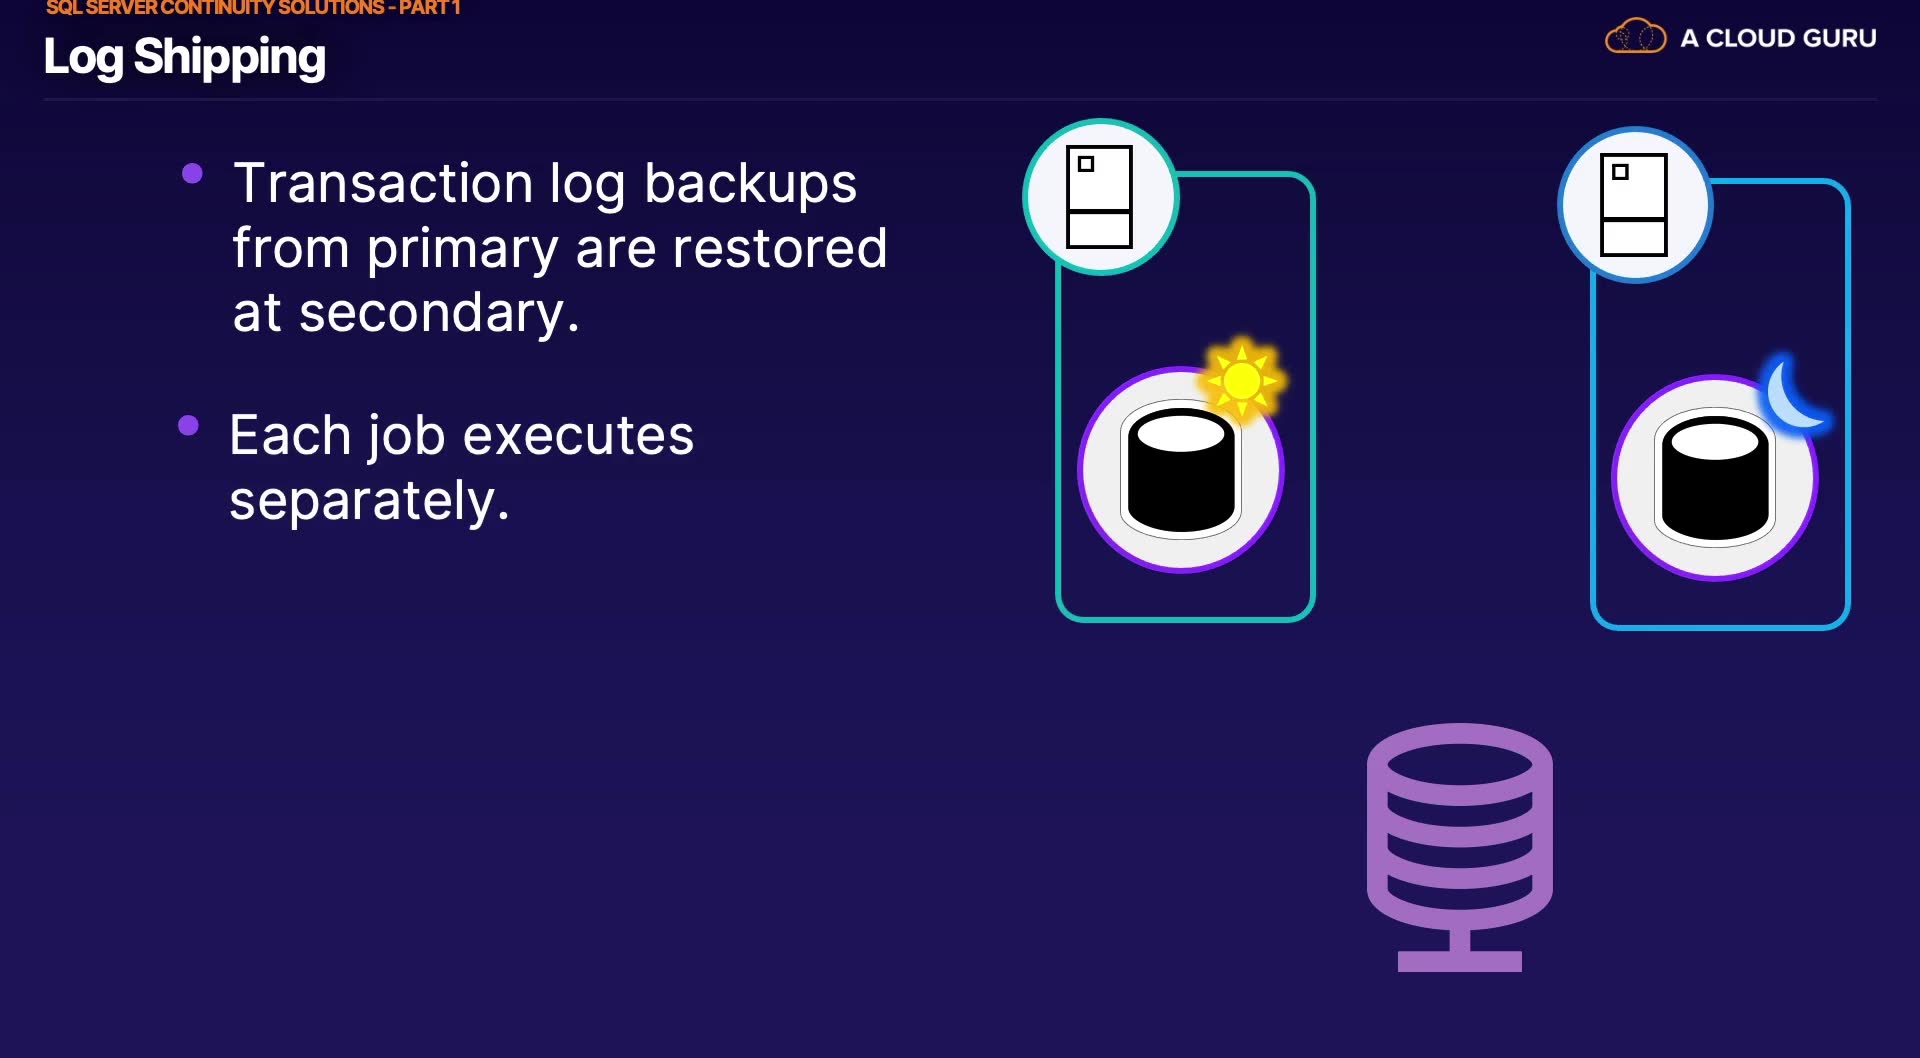 SQL SERVER CONTINUITY SOLUTIONS - PART 1
Log Shipping
A CLOUD GURU
Transaction log backups
from primary are restored
at secondary.
Each job executes
separately.